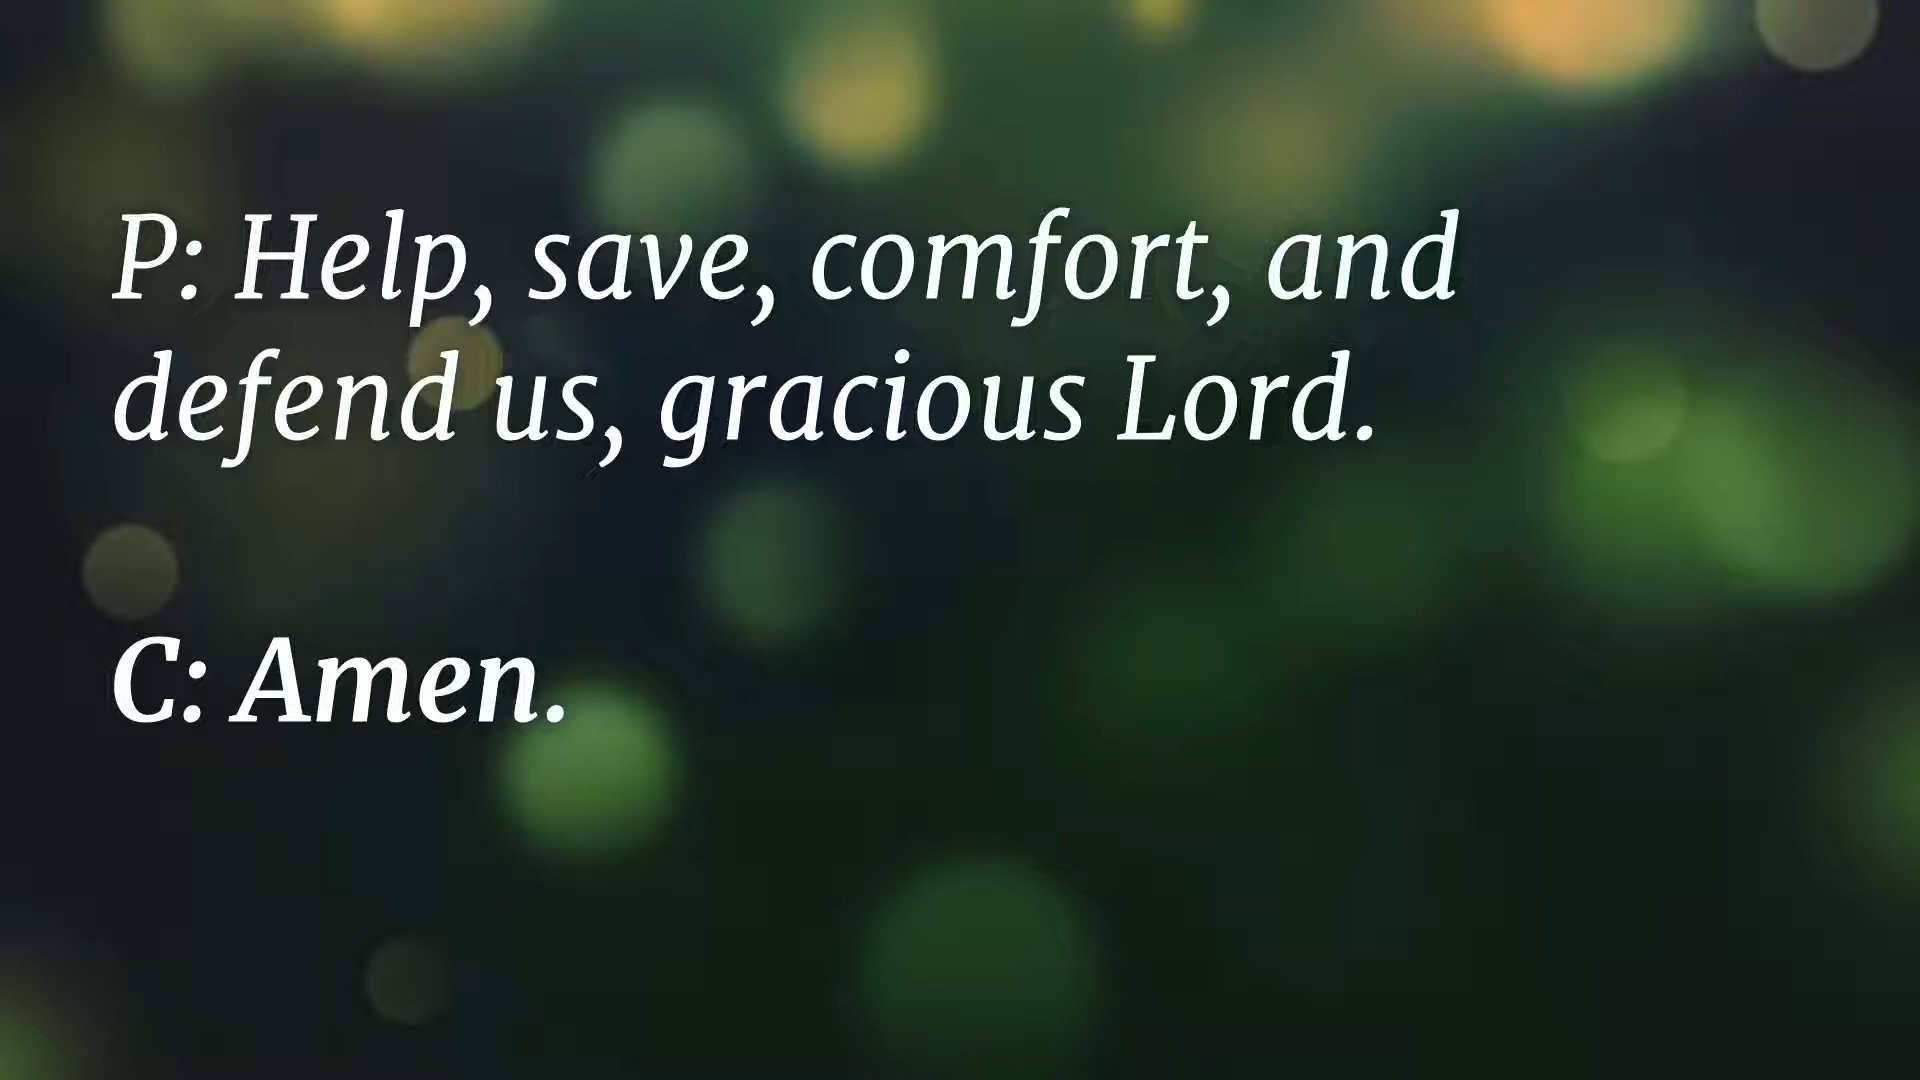 P: Help, save, comfort, and
defend us, gracious Lord.
C: Amen.